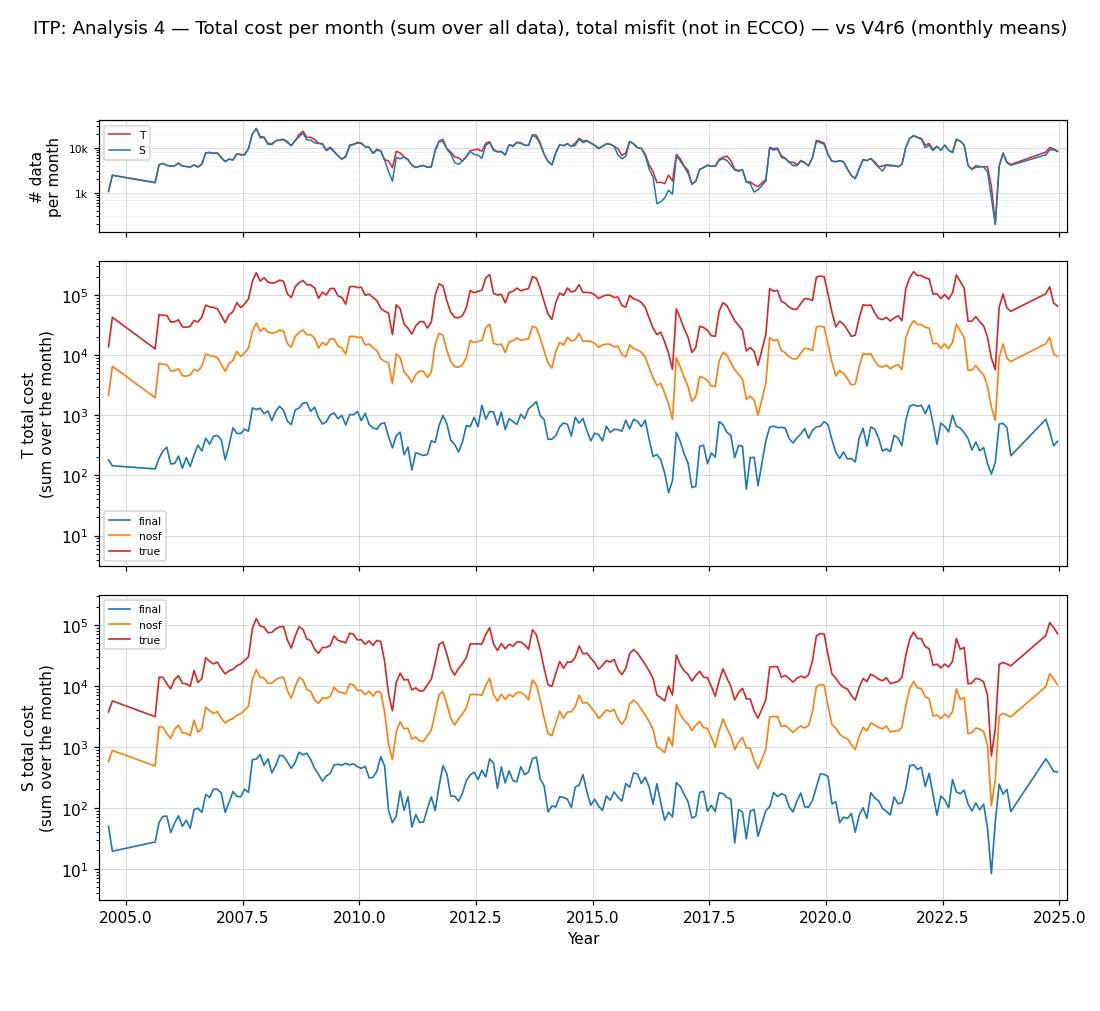 ITP: Analysis 4 — Total cost per month (sum over all data), total misfit (not in ECCO) — vs V4r6 (monthly means)
# data
per month
10k
1k
T
S
T total cost
(sum over the month)
10⁵
10⁴
10³
10²
10¹
final
nosf
true
S total cost
(sum over the month)
10⁵
10⁴
10³
10²
10¹
final
nosf
true
2005.0 2007.5 2010.0 2012.5 2015.0 2017.5 2020.0 2022.5 2025.0
Year